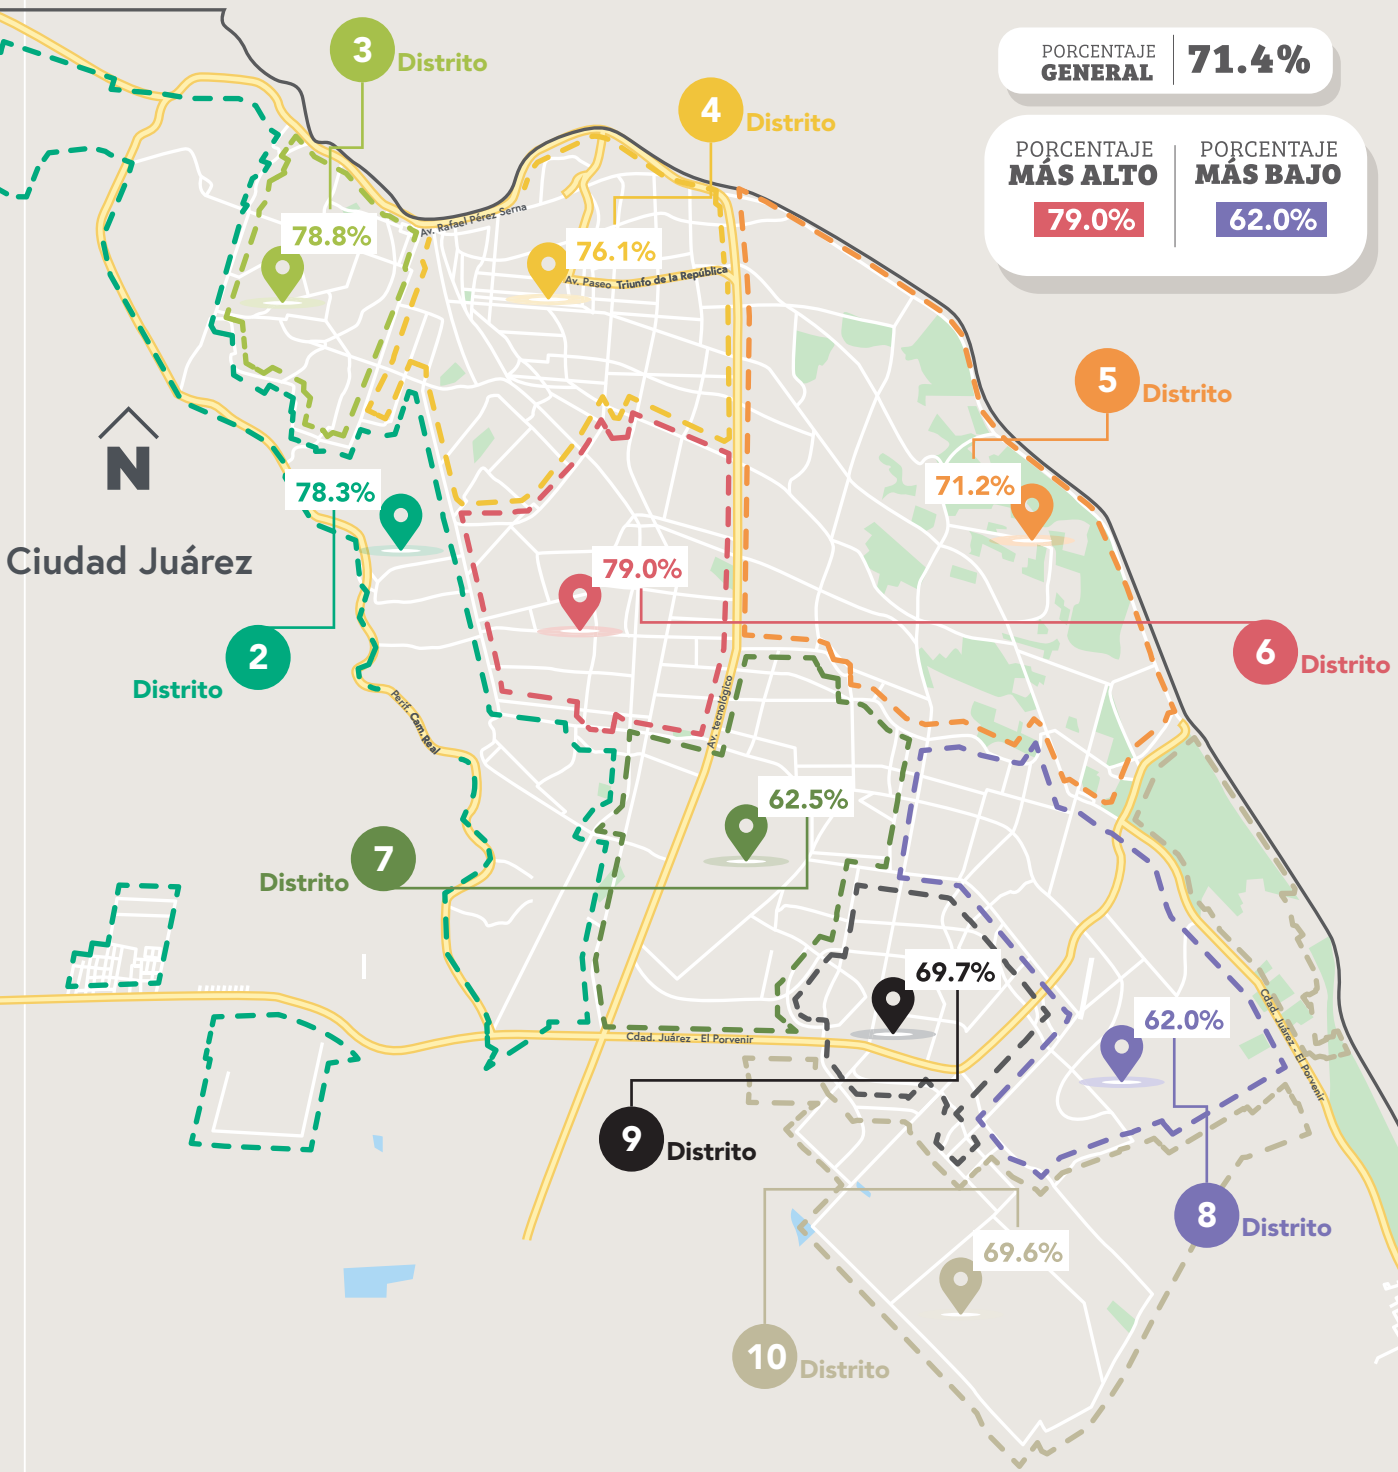 3
Distrito
PORCENTAJE
GENERAL
71.4%
4
Distrito
PORCENTAJE
MÁS ALTO
79.0%
PORCENTAJE
MÁS BAJO
62.0%
Av. Rafael Pérez Serna
78.8%
76.1%
Av. Paseo Triunfo de la República
5
Distrito
N
78.3%
71.2%
Ciudad Juárez
79.0%
2
Distrito
6
Distrito
Perif. Cam. Real
Av. tecnológico
62.5%
7
Distrito
69.7%
62.0%
Cdad. Juárez - El Porvenir
Cdad. Juárez - El Porvenir
9
Distrito
8
Distrito
69.6%
10
Distrito